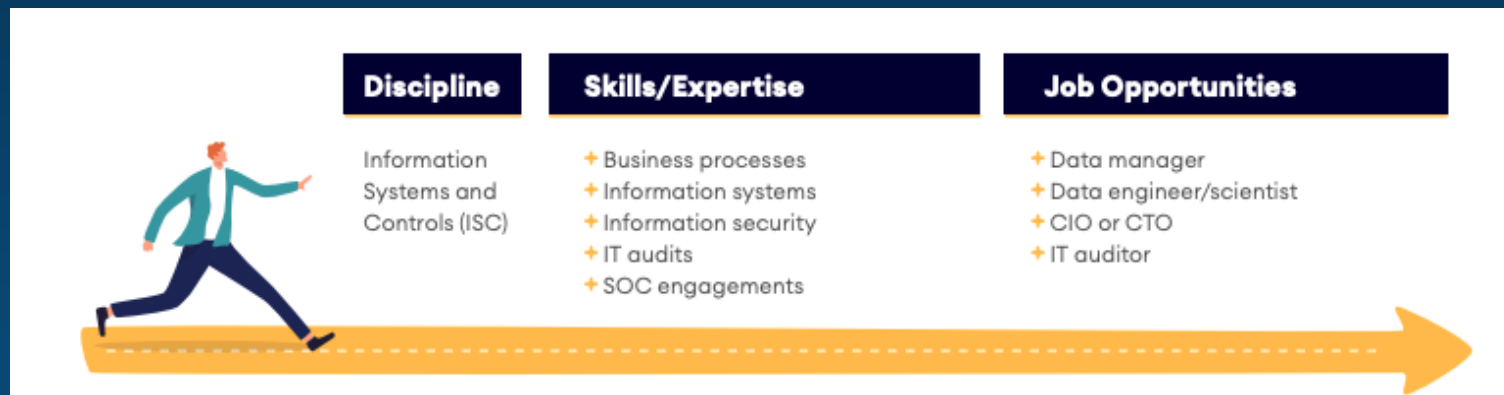 Discipline
Skills/Expertise
Job Opportunities
Information
Systems and
Controls (ISC)
Business processes
Information systems
Information security
IT audits
SOC engagements
Data manager
Data engineer/scientist
CIO or CTO
IT auditor